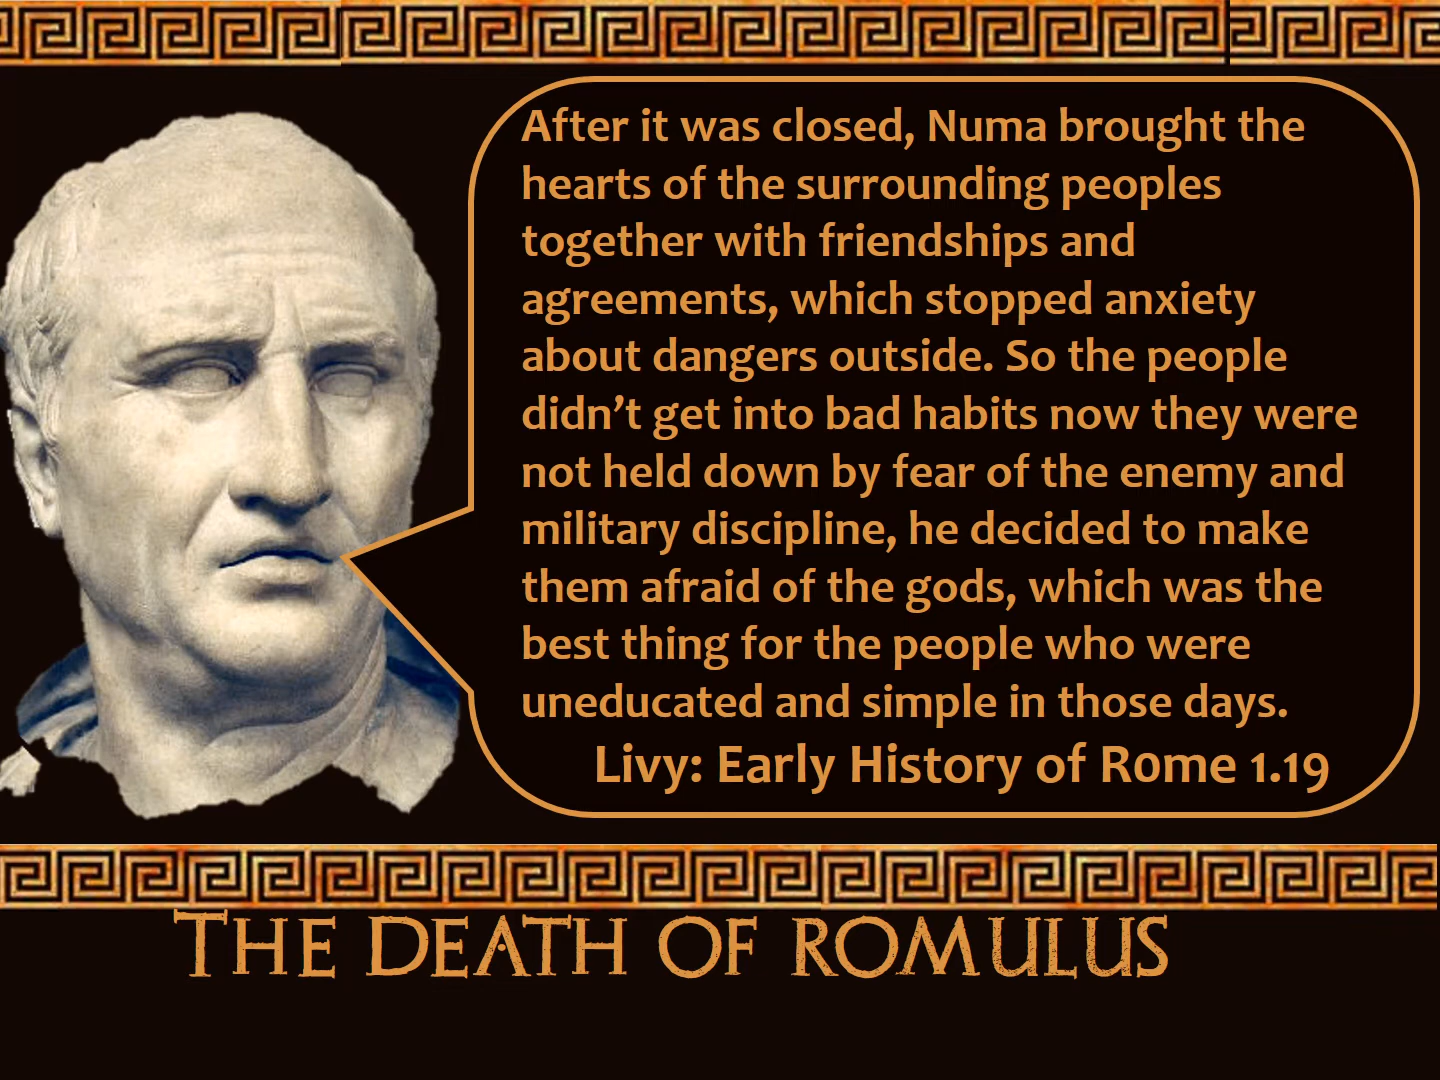 After it was closed, Numa brought the
hearts of the surrounding peoples
together with friendships and
agreements, which stopped anxiety
about dangers outside. So the people
didn’t get into bad habits now they were
not held down by fear of the enemy and
military discipline, he decided to make
them afraid of the gods, which was the
best thing for the people who were
uneducated and simple in those days.
Livy: Early History of R0me 1.19
THE DEATH OF ROMULUS